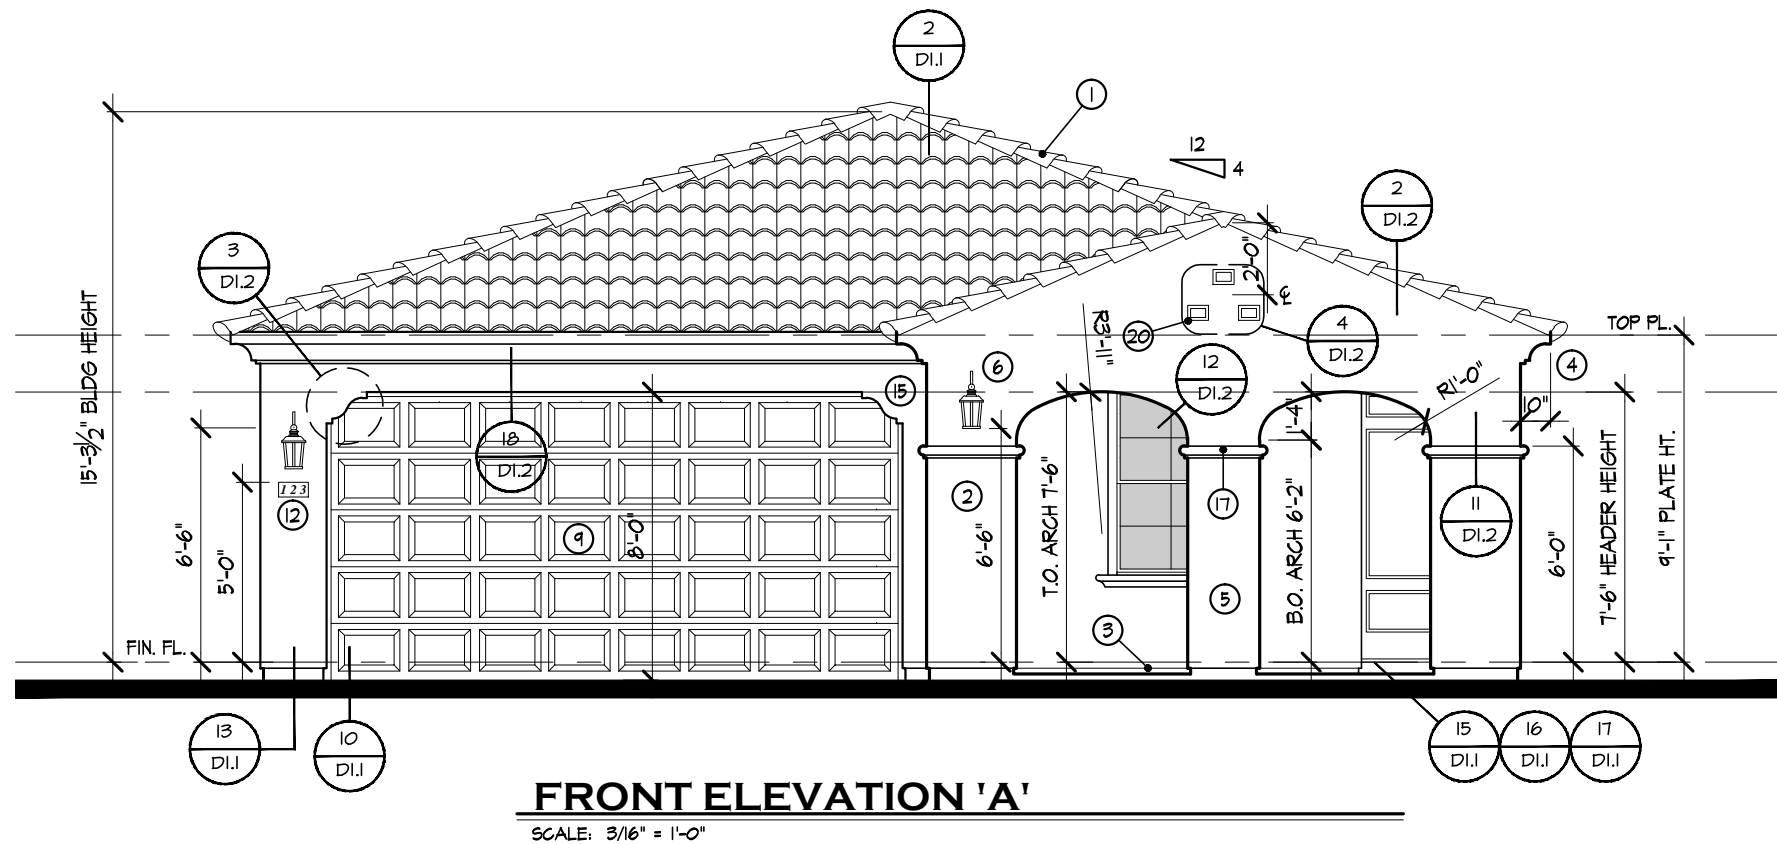 2
D1.1
1
12
4
2
D1.2
3
D1.2
2'-0"
℄
20
4
D1.2
TOP PL.
R3'-11"
15'-3½" BLDG HEIGHT
6
12
D1.2
4
15
R1'-0"
10"
1'-4"
18
D1.2
1 2 3
12
2
17
11
D1.2
9
8'-0"
6'-6"
5'-0"
6'-6"
T.O. ARCH 7'-6"
B.O. ARCH 6'-2"
6'-0"
7'-6" HEADER HEIGHT
9'-1" PLATE HT.
5
3
FIN. FL.
13
D1.1
10
D1.1
15
D1.1
16
D1.1
17
D1.1
FRONT ELEVATION 'A'
SCALE: 3/16" = 1'-0"